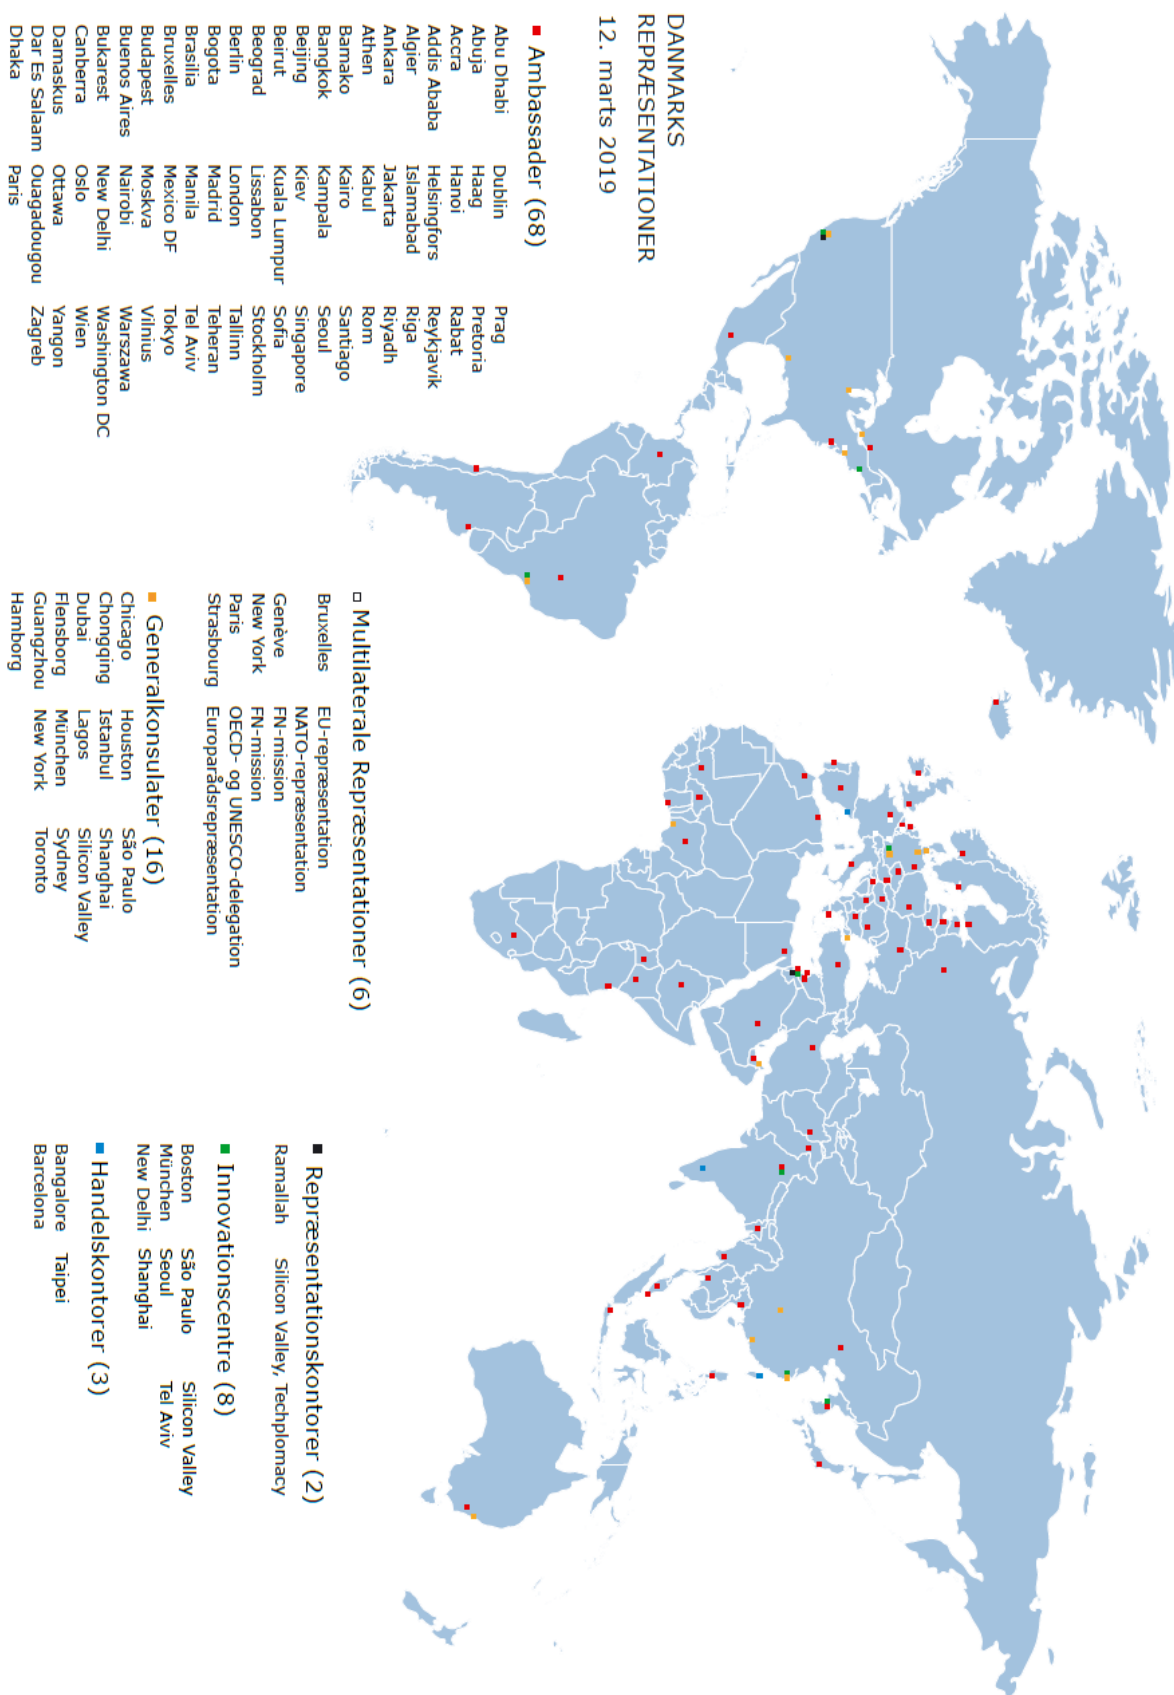 DANMARKS
REPRÆSENTATIONER
12. marts 2019
Ambassader (68)
Abu Dhabi Dublin Prag
Abuja Haag Pretoria
Accra Hanoi Rabat
Addis Ababa Helsingfors Reykjavik
Algier Islamabad Riga
Ankara Jakarta Riyadh
Athen Kabul Rom
Bamako Kairo Santiago
Bangkok Kampala Seoul
Beijing Kiev Singapore
Beirut Kuala Lumpur Sofia
Beograd Lissabon Stockholm
Berlin London Tallinn
Bogota Madrid Teheran
Brasilia Manila Tel Aviv
Bruxelles Mexico DF Tokyo
Budapest Moskva Vilnius
Buenos Aires Nairobi Warszawa
Bukarest New Delhi Washington DC
Canberra Oslo Wien
Damaskus Ottawa Yangon
Dar Es Salaam Ouagadougou Zagreb
Dhaka Paris
Multilaterale Repræsentationer (6)
Bruxelles EU-repræsentation
NATO-repræsentation
Genève FN-mission
New York FN-mission
Paris OECD- og UNESCO-delegation
Strasbourg Europarådsrepræsentation
Generalkonsulater (16)
Chicago Houston São Paulo
Chongqing Istanbul Shanghai
Dubai Lagos Silicon Valley
Flensborg München Sydney
Guangzhou New York Toronto
Hamborg
Repræsentationskontorer (2)
Ramallah Silicon Valley, Techplomacy
Innovationscentre (8)
Boston São Paulo Silicon Valley
München Seoul Tel Aviv
New Delhi Shanghai
Handelskontorer (3)
Bangalore Taipei
Barcelona